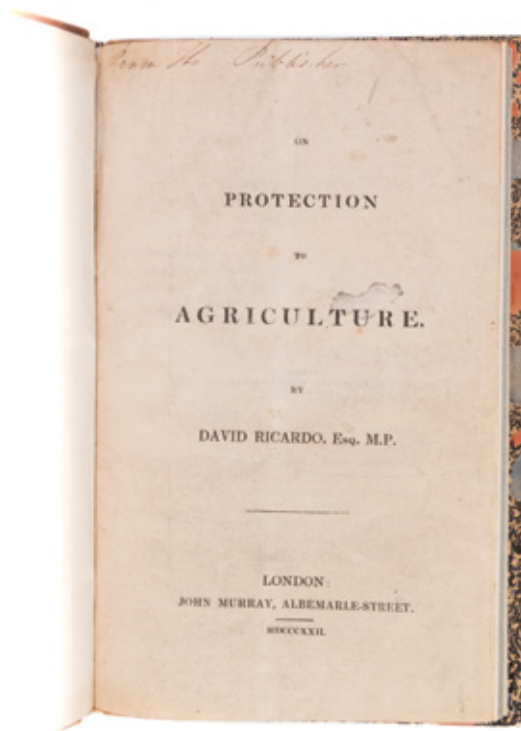 From the Publisher
ON
PROTECTION
TO
AGRICULTURE.
BY
DAVID RICARDO, Esq. M.P.
LONDON:
JOHN MURRAY, ALBEMARLE-STREET.
MDCCCXXII.